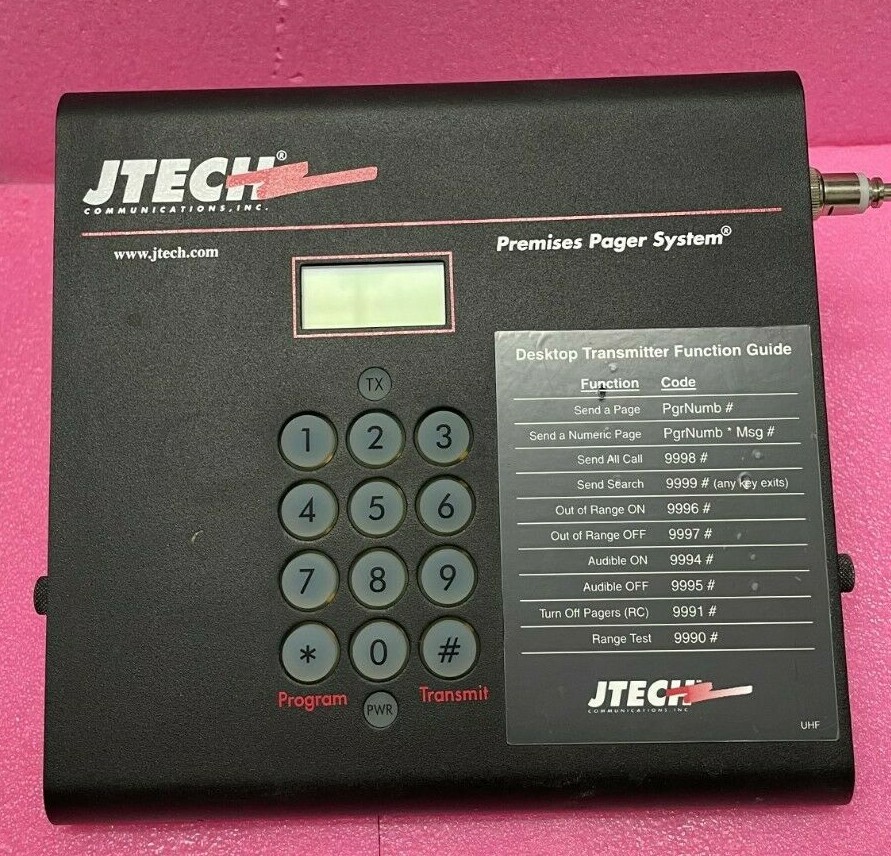 JTECH®
COMMUNICATIONS, INC.
www.jtech.com
Premises Pager System®
TX
1 2 3
4 5 6
7 8 9
* 0 #
Program Transmit
PWR
Desktop Transmitter Function Guide
Function Code
Send a Page PgrNumb #
Send a Numeric Page PgrNumb * Msg #
Send All Call 9998 #
Send Search 9999 # (any key exits)
Out of Range ON 9996 #
Out of Range OFF 9997 #
Audible ON 9994 #
Audible OFF 9995 #
Turn Off Pagers (RC) 9991 #
Range Test 9990 #
JTECH
COMMUNICATIONS, INC.
UHF